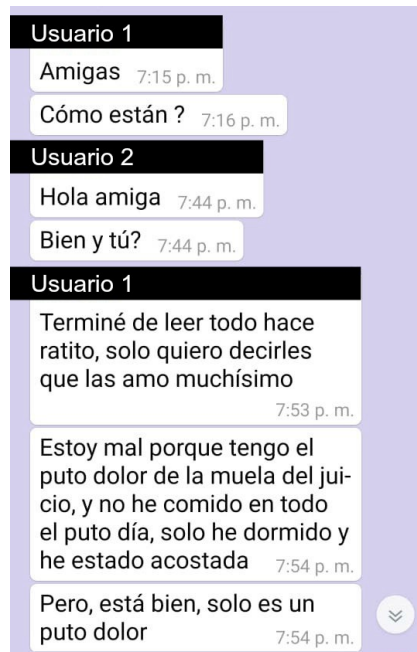 Usuario 1
Amigas 7:15 p. m.
Cómo están ? 7:16 p. m.
Usuario 2
Hola amiga 7:44 p. m.
Bien y tú? 7:44 p. m.
Usuario 1
Terminé de leer todo hace
ratito, solo quiero decirles
que las amo muchísimo
7:53 p. m.
Estoy mal porque tengo el
puto dolor de la muela del jui-
cio, y no he comido en todo
el puto día, solo he dormido y
he estado acostada 7:54 p. m.
Pero, está bien, solo es un
puto dolor 7:54 p. m.